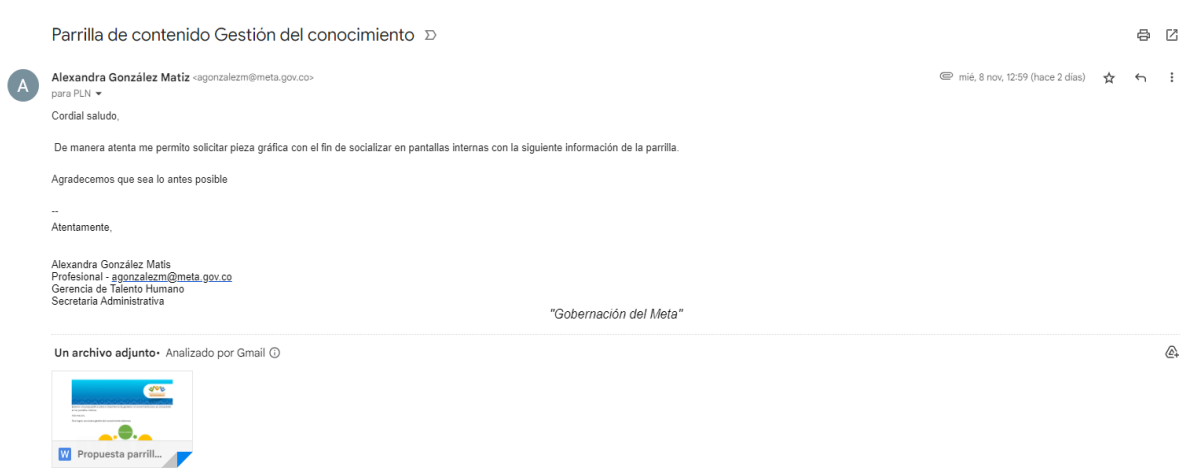 Parrilla de contenido Gestión del conocimiento
Alexandra González Matiz <agonzalezm@meta.gov.co>
mié, 8 nov, 12:59 (hace 2 días)
A
para PLN
Cordial saludo,
De manera atenta me permito solicitar pieza gráfica con el fin de socializar en pantallas internas con la siguiente información de la parrilla.
Agradecemos que sea lo antes posible
--
Atentamente,
Alexandra González Matis
Profesional - agonzalezm@meta.gov.co
Gerencia de Talento Humano
Secretaria Administrativa
"Gobernación del Meta"
Un archivo adjunto• Analizado por Gmail
W Propuesta parrill...